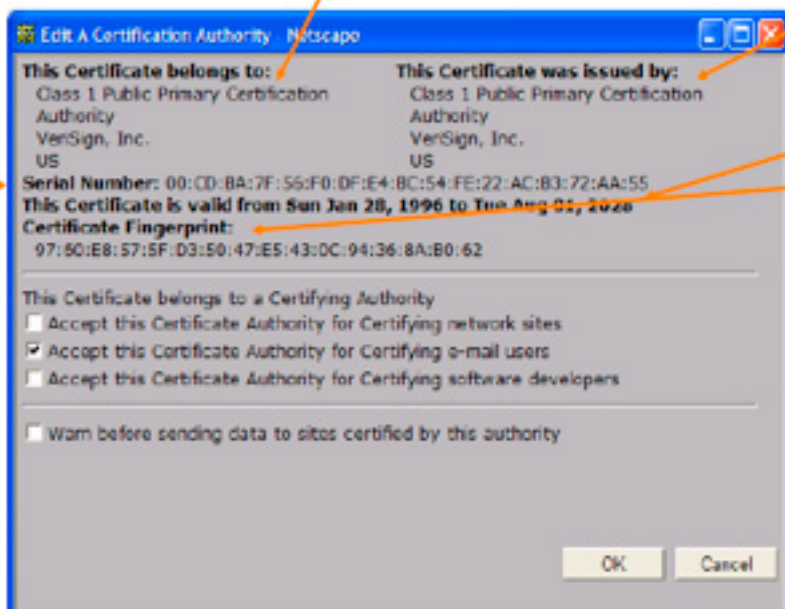 Edit A Certification Authority Netscape
This Certificate belongs to:
Class 1 Public Primary Certification
Authority
VeriSign, Inc.
US
This Certificate was issued by:
Class 1 Public Primary Certification
Authority
VeriSign, Inc.
US
Serial Number: 00:CD:BA:7F:56:F0:DF:E4:BC:54:FE:22:AC:B3:72:AA:55
This Certificate is valid from Sun Jan 28, 1996 to Tue Aug 01, 2028
Certificate Fingerprint:
97:60:E8:57:5F:D3:50:47:E5:43:0C:94:36:8A:B0:62
This Certificate belongs to a Certifying Authority
Accept this Certificate Authority for Certifying network sites
Accept this Certificate Authority for Certifying e-mail users
Accept this Certificate Authority for Certifying software developers
Warn before sending data to sites certified by this authority
OK Cancel